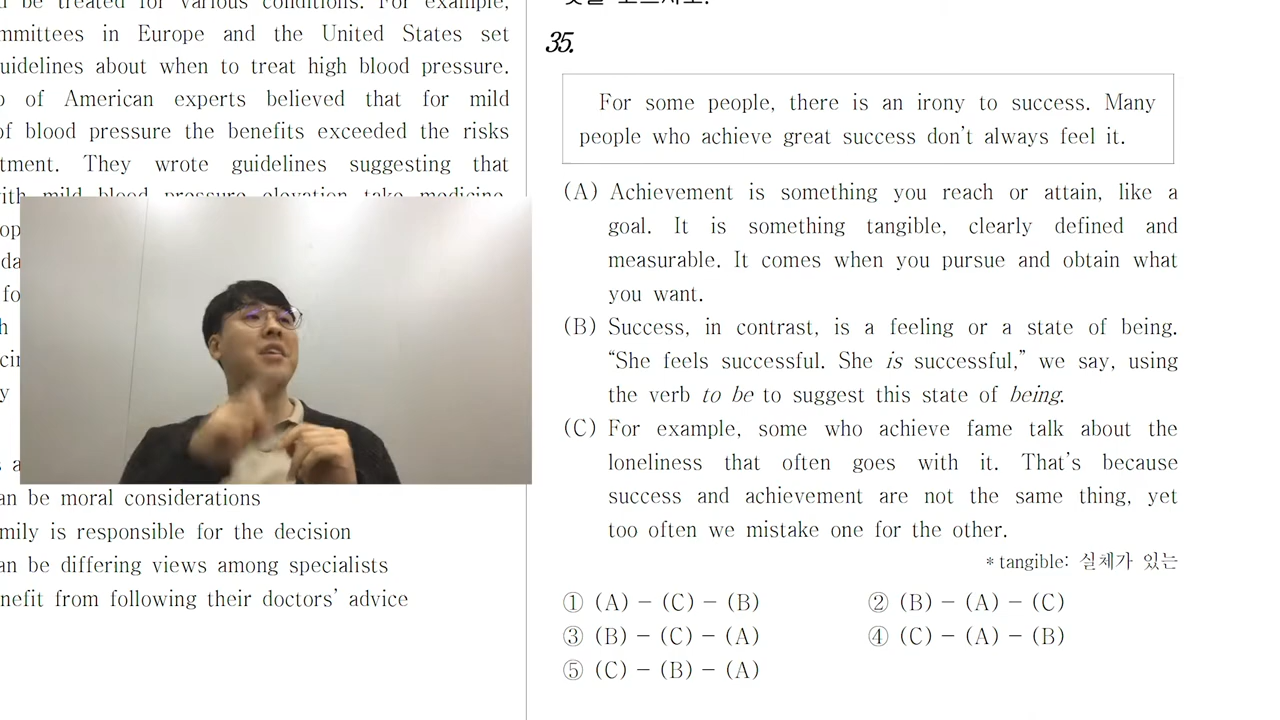 be treated for various conditions. For example,
mmittees in Europe and the United States set
uidelines about when to treat high blood pressure.
of American experts believed that for mild
of blood pressure the benefits exceeded the risks
tment. They wrote guidelines suggesting that
with mild blood pressure elevation take medicine.
an be moral considerations
mily is responsible for the decision
an be differing views among specialists
nefit from following their doctors' advice
35.
For some people, there is an irony to success. Many
people who achieve great success don't always feel it.
(A) Achievement is something you reach or attain, like a
goal. It is something tangible, clearly defined and
measurable. It comes when you pursue and obtain what
you want.
(B) Success, in contrast, is a feeling or a state of being.
“She feels successful. She is successful,” we say, using
the verb to be to suggest this state of being.
(C) For example, some who achieve fame talk about the
loneliness that often goes with it. That's because
success and achievement are not the same thing, yet
too often we mistake one for the other.
* tangible: 실체가 있는
① (A) - (C) - (B) ② (B) - (A) - (C)
③ (B) - (C) - (A) ④ (C) - (A) - (B)
⑤ (C) - (B) - (A)